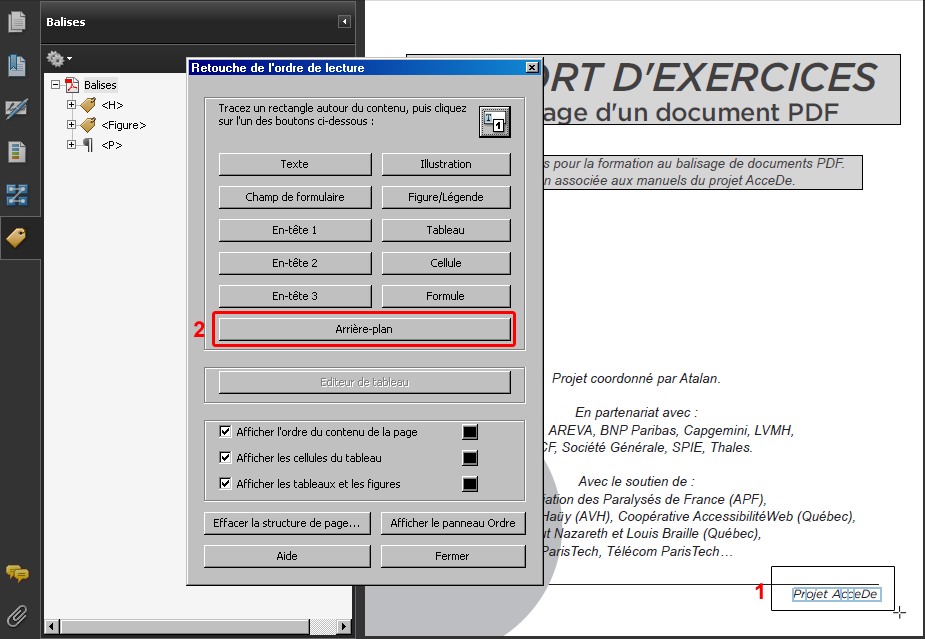 Balises
Balises
<H>
<Figure>
<P>
Retouche de l'ordre de lecture
Tracez un rectangle autour du contenu, puis cliquez
sur l'un des boutons ci-dessous :
Texte
Illustration
Champ de formulaire
Figure/Légende
En-tête 1
Tableau
En-tête 2
Cellule
En-tête 3
Formule
2
Arrière-plan
Editeur de tableau
Afficher l'ordre du contenu de la page
Afficher les cellules du tableau
Afficher les tableaux et les figures
Effacer la structure de page...
Afficher le panneau Ordre
Aide
Fermer
ORT D'EXERCICES
age d'un document PDF
s pour la formation au balisage de documents PDF.
n associée aux manuels du projet AcceDe.
Projet coordonné par Atalan.
En partenariat avec :
AREVA, BNP Paribas, Capgemini, LVMH,
CF, Société Générale, SPIE, Thales.
Avec le soutien de :
iation des Paralysés de France (APF),
Haüy (AVH), Coopérative AccessibilitéWeb (Québec),
ut Nazareth et Louis Braille (Québec),
ParisTech, Télécom ParisTech…
1
Projet AcceDe